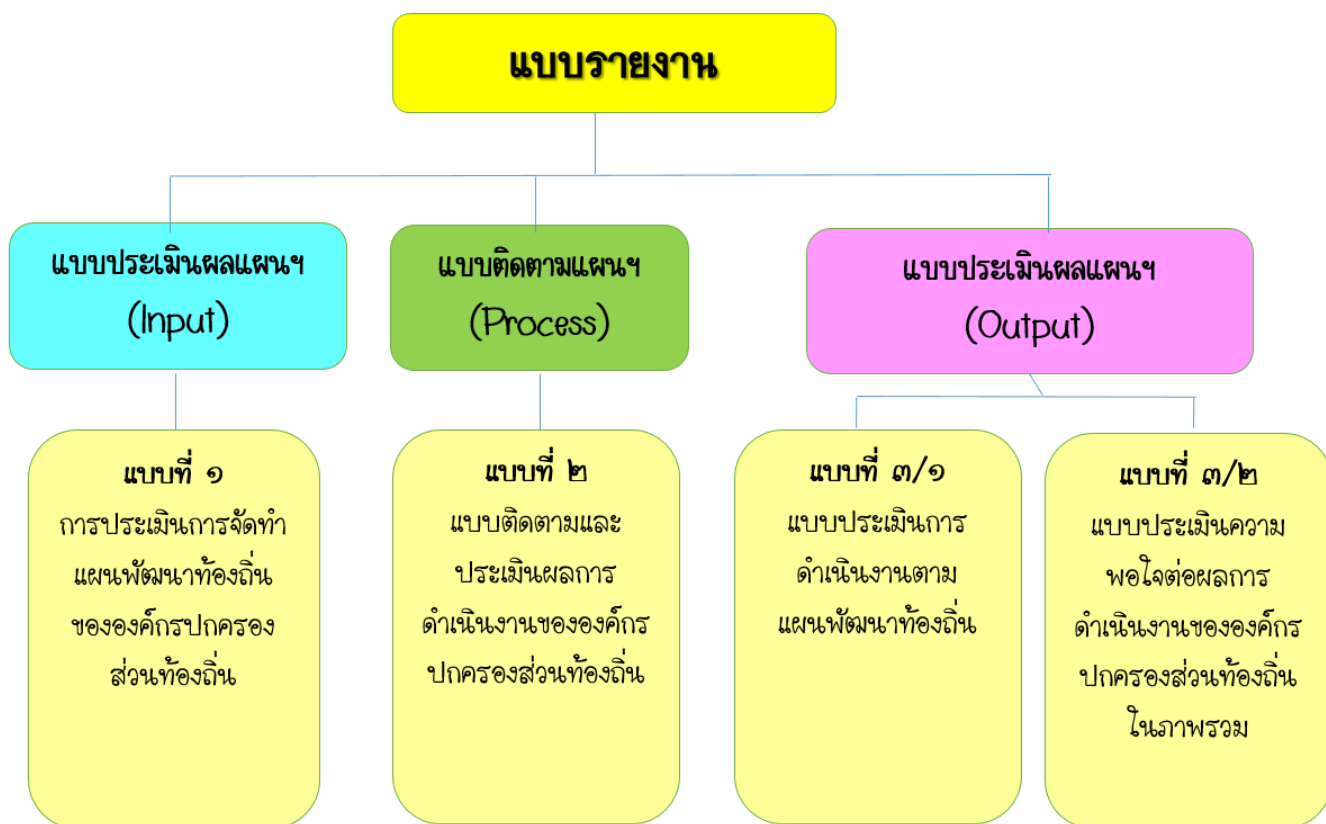 แบบรายงาน
แบบประเมินผลแผนฯ
(Input)
แบบติดตามแผนฯ
(Process)
แบบประเมินผลแผนฯ
(Output)
แบบที่ ๑
การประเมินการจัดทำ
แผนพัฒนาท้องถิ่น
ขององค์กรปกครอง
ส่วนท้องถิ่น
แบบที่ ๒
แบบติดตามและ
ประเมินผลการ
ดำเนินงานขององค์กร
ปกครองส่วนท้องถิ่น
แบบที่ ๓/๑
แบบประเมินการ
ดำเนินงานตาม
แผนพัฒนาท้องถิ่น
แบบที่ ๓/๒
แบบประเมินความ
พอใจต่อผลการ
ดำเนินงานขององค์กร
ปกครองส่วนท้องถิ่น
ในภาพรวม